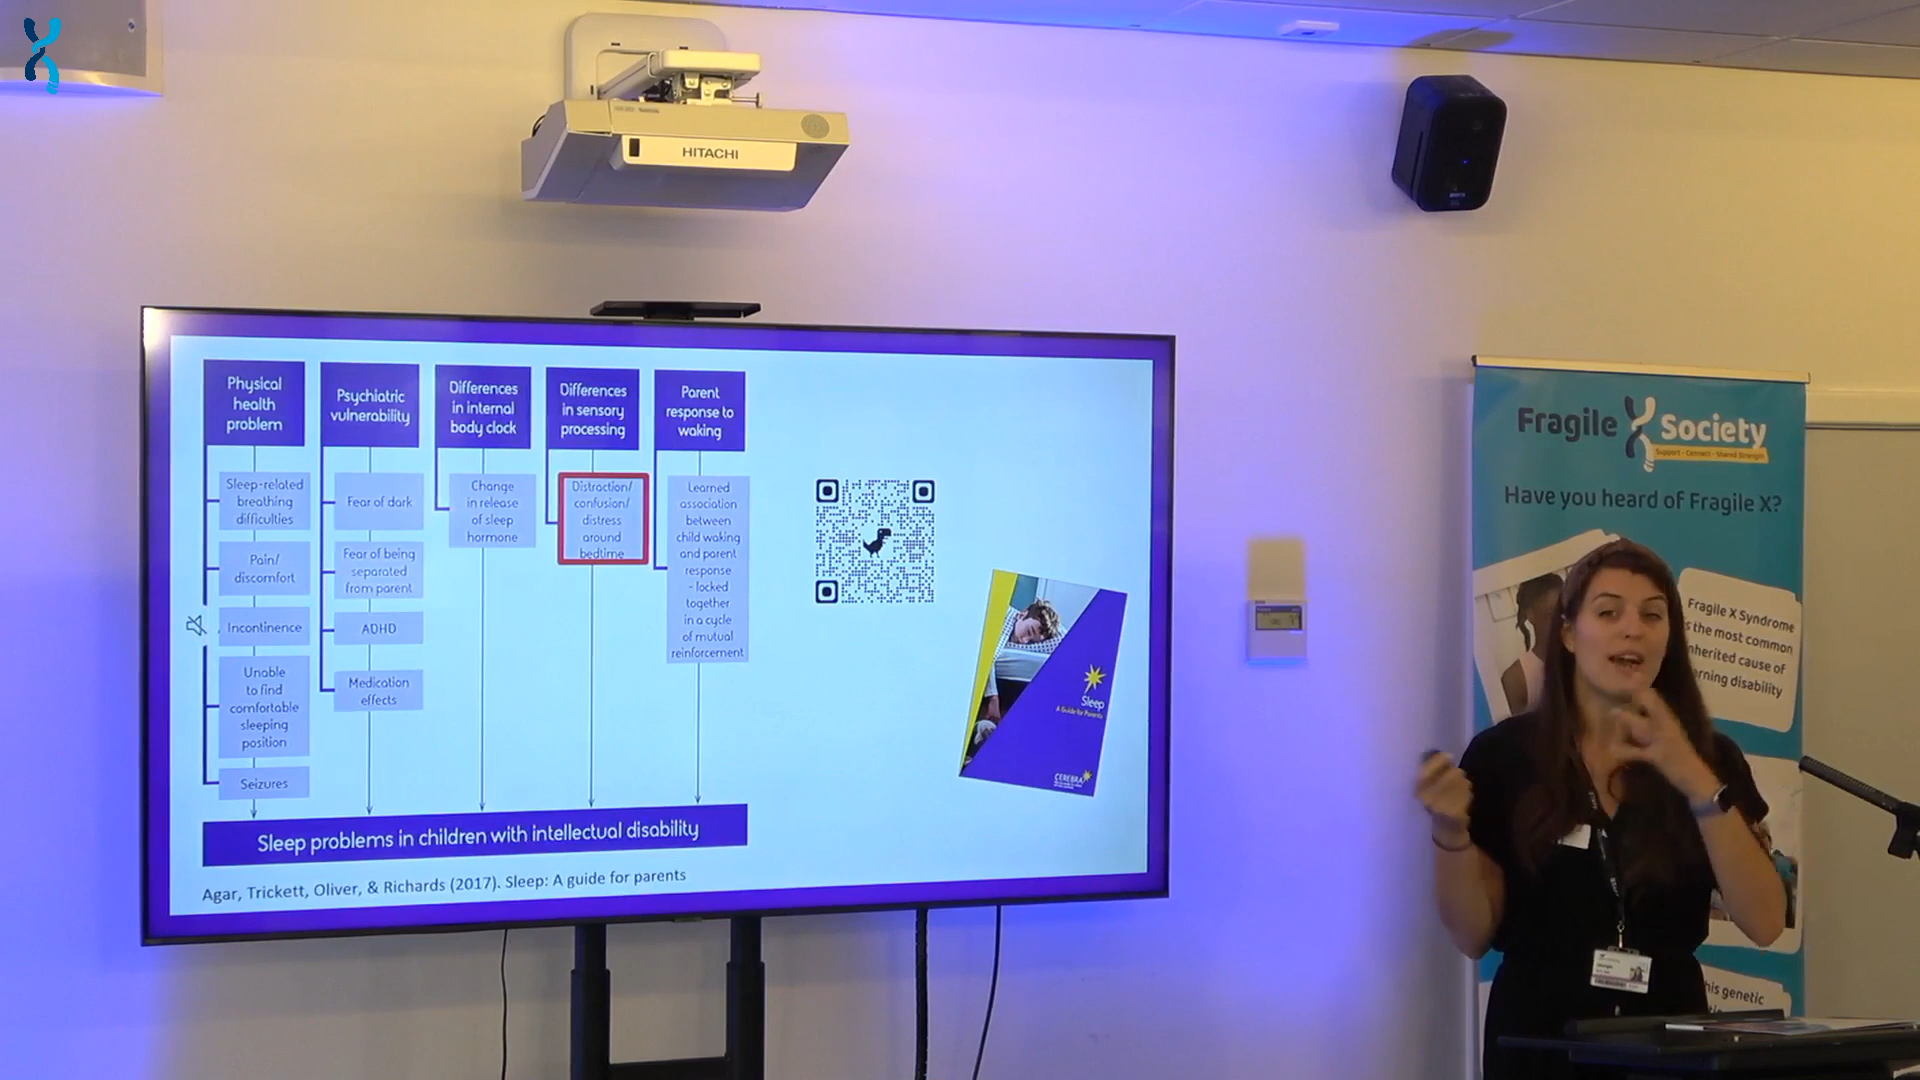 HITACHI
Physical
health
problem
Sleep-related
breathing
difficulties
Pain/
discomfort
Incontinence
Unable
to find
comfortable
sleeping
position
Seizures
Psychiatric
vulnerability
Fear of dark
Fear of being
separated
from parent
ADHD
Medication
effects
Differences
in internal
body clock
Change
in release
of sleep
hormone
Differences
in sensory
processing
Distraction/
confusion/
distress
around
bedtime
Parent
response to
waking
Learned
association
between
child waking
and parent
response
- locked
together
in a cycle
of mutual
reinforcement
Sleep problems in children with intellectual disability
Agar, Trickett, Oliver, & Richards (2017). Sleep: A guide for parents
Sleep
A Guide for Parents
CEREBRA
Fragile X Society
Support - Connect - Shared Strength
Have you heard of Fragile X?
Fragile X Syndrome
the most common
inherited cause of
disability
genetic